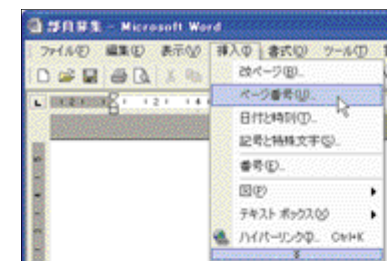 部員募集 - Microsoft Word
ファイル(F) 編集(E) 表示(V) 挿入(I) 書式(O) ツール(T)
改ページ(B)...
ページ番号(U)...
日付と時刻(T)...
記号と特殊文字(S)...
番号(E)...
図(P)
テキスト ボックス(X)
ハイパーリンク(I)... Ctrl+K